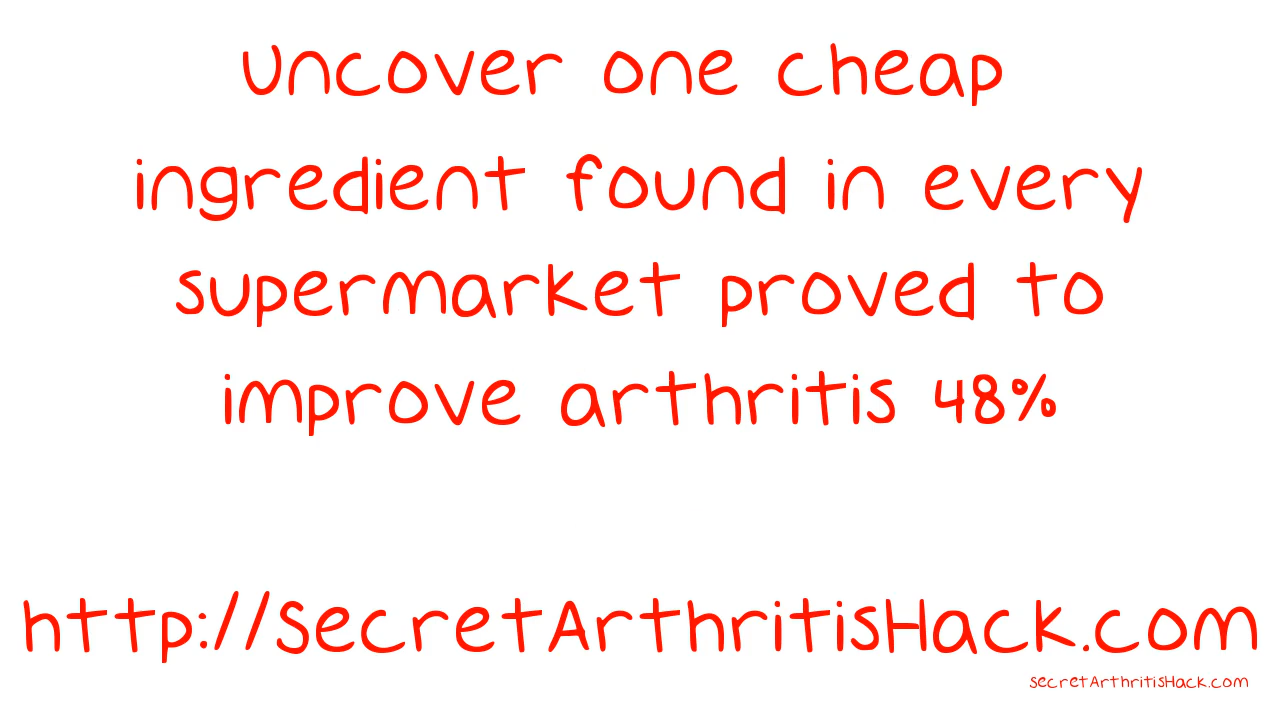 Uncover one cheap
ingredient found in every
supermarket proved to
improve arthritis 48%
http://SecretArthritisHack.com
SecretArthritisHack.com